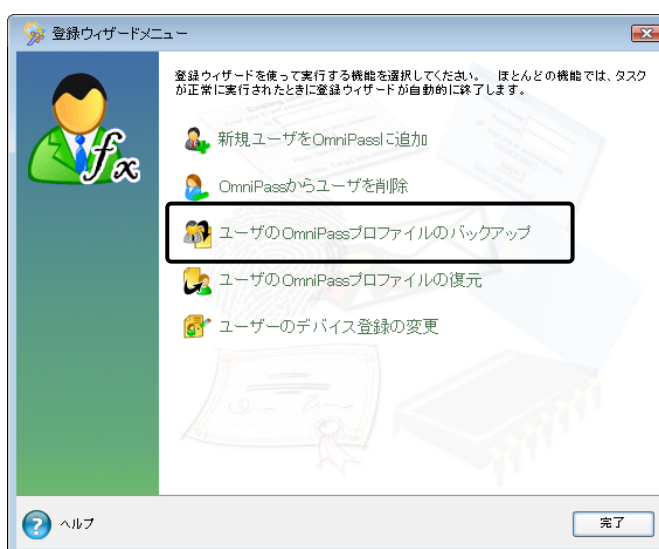 登録ウィザードメニュー
登録ウィザードを使って実行する機能を選択してください。 ほとんどの機能では、タスク
が正常に実行されたときに登録ウィザードが自動的に終了します。
fx
新規ユーザをOmniPassに追加
OmniPassからユーザを削除
ユーザのOmniPassプロファイルのバックアップ
ユーザのOmniPassプロファイルの復元
ユーザーのデバイス登録の変更
ヘルプ
完了